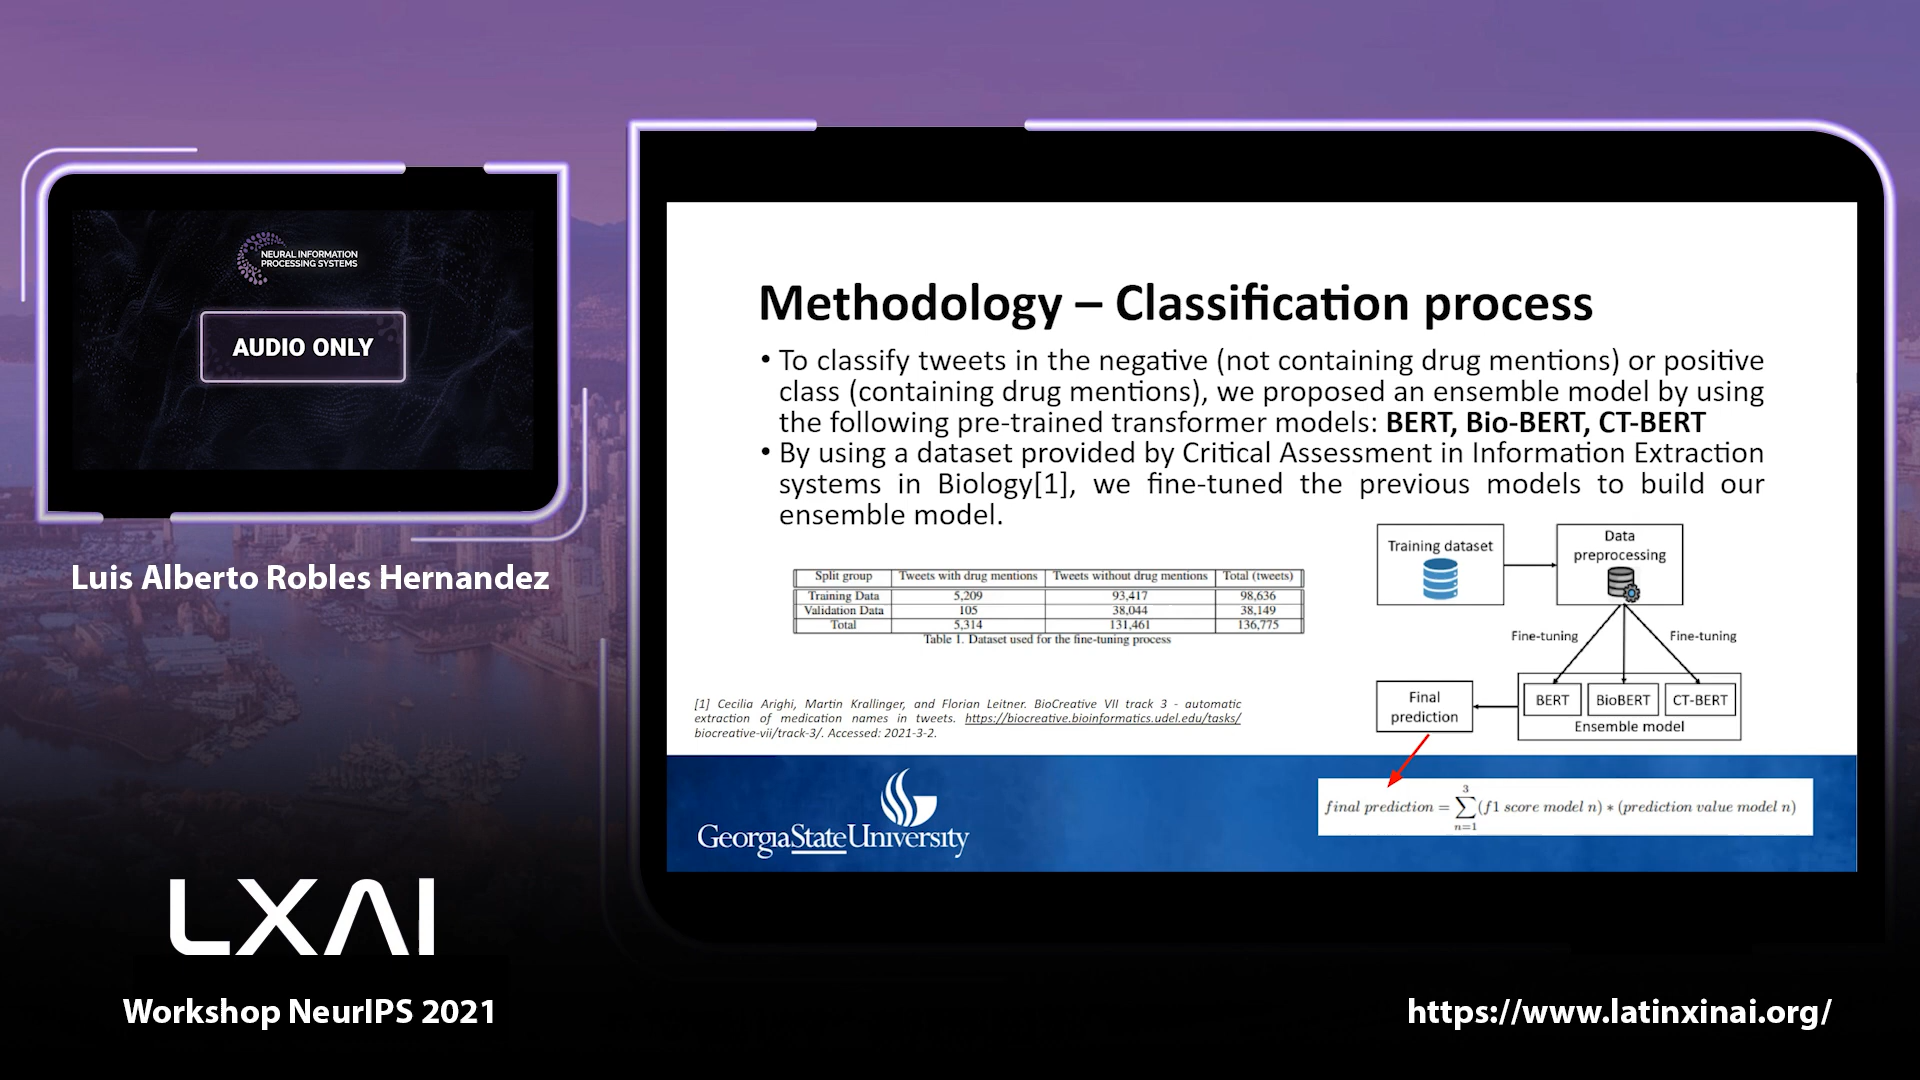 NEURAL INFORMATION
PROCESSING SYSTEMS
AUDIO ONLY
Luis Alberto Robles Hernandez
LXAI
Workshop NeurIPS 2021
Methodology – Classification process
• To classify tweets in the negative (not containing drug mentions) or positive
class (containing drug mentions), we proposed an ensemble model by using
the following pre-trained transformer models: BERT, Bio-BERT, CT-BERT
• By using a dataset provided by Critical Assessment in Information Extraction
systems in Biology[1], we fine-tuned the previous models to build our
ensemble model.
Split group Tweets with drug mentions Tweets without drug mentions Total (tweets)
Training Data 5,209 93,417 98,636
Validation Data 105 38,044 38,149
Total 5,314 131,461 136,775
Table 1. Dataset used for the fine-tuning process
Training dataset
Data
preprocessing
Fine-tuning Fine-tuning
BERT BioBERT CT-BERT
Ensemble model
Final
prediction
[1] Cecilia Arighi, Martin Krallinger, and Florian Leitner. BioCreative VII track 3 - automatic
extraction of medication names in tweets. https://biocreative.bioinformatics.udel.edu/tasks/
biocreative-vii/track-3/. Accessed: 2021-3-2.
GeorgiaStateUniversity
3
final prediction = ∑(f1 score model n) * (prediction value model n)
n=1
https://www.latinxinai.org/